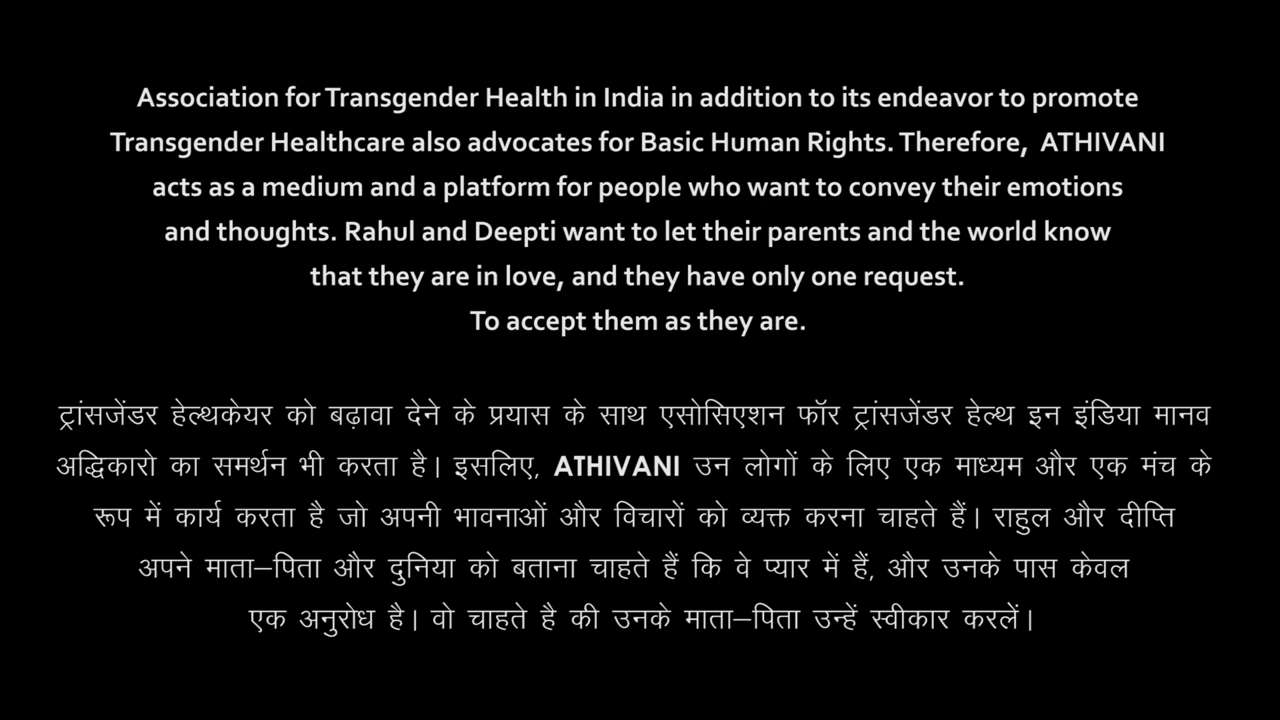 Association for Transgender Health in India in addition to its endeavor to promote
Transgender Healthcare also advocates for Basic Human Rights. Therefore, ATHIVANI
acts as a medium and a platform for people who want to convey their emotions
and thoughts. Rahul and Deepti want to let their parents and the world know
that they are in love, and they have only one request.
To accept them as they are.
ट्रांसजेंडर हेल्थकेयर को बढ़ावा देने के प्रयास के साथ एसोसिएशन फॉर ट्रांसजेंडर हेल्थ इन इंडिया मानव
अद्धिकारो का समर्थन भी करता है। इसलिए, ATHIVANI उन लोगों के लिए एक माध्यम और एक मंच के
रूप में कार्य करता है जो अपनी भावनाओं और विचारों को व्यक्त करना चाहते हैं। राहुल और दीप्ति
अपने माता–पिता और दुनिया को बताना चाहते हैं कि वे प्यार में हैं, और उनके पास केवल
एक अनुरोध है। वो चाहते है की उनके माता–पिता उन्हें स्वीकार करलें।